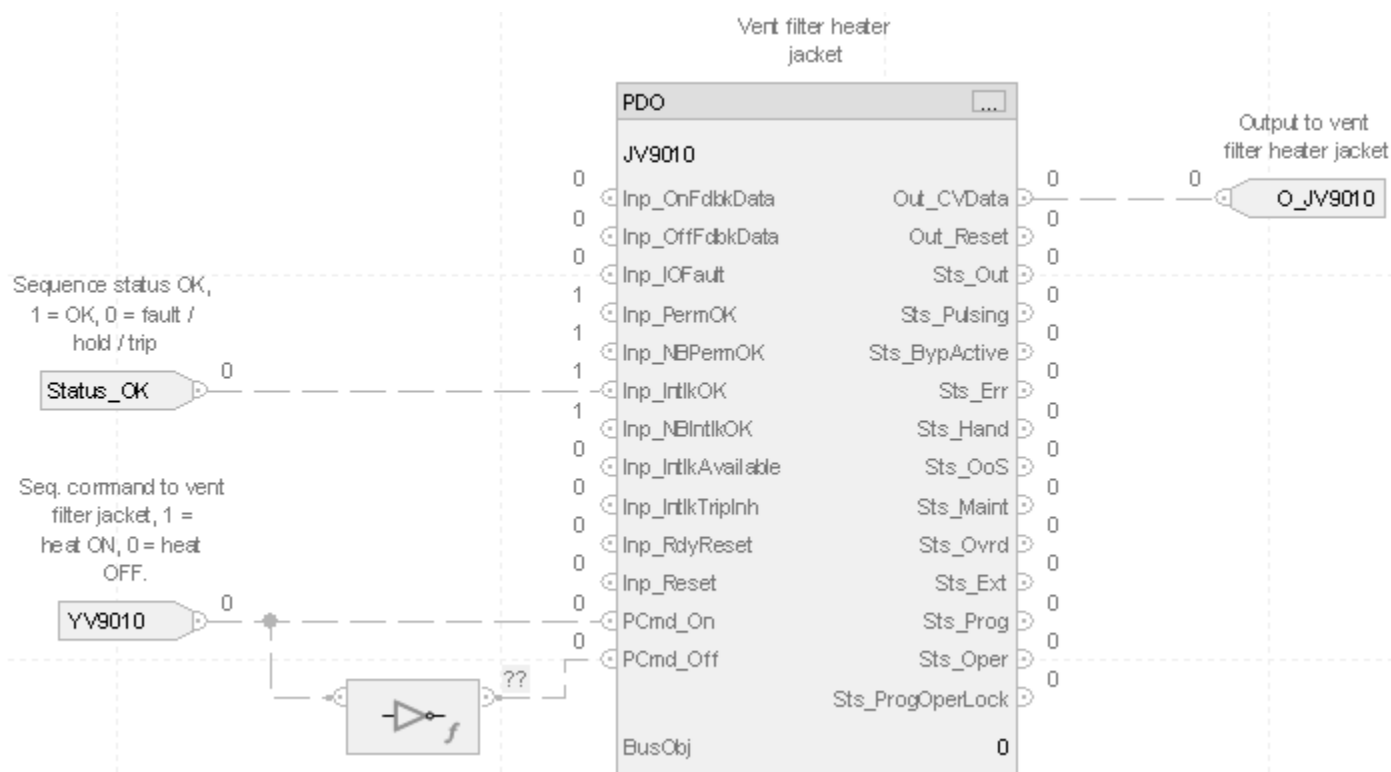 Vent filter heater
jacket
PDO
...
JV9010
Output to vent
filter heater jacket
O_JV9010
0
0
0
Inp_OnFdbkData
Out_CVData
0
0
Inp_OffFdbkData
Out_Reset
0
0
Inp_IOFault
Sts_Out
1
0
Inp_PermOK
Sts_Pulsing
1
0
Inp_NBPermOK
Sts_BypActive
1
0
Inp_IntlkOK
Sts_Err
1
0
Inp_NBIntlkOK
Sts_Hand
0
0
Inp_IntlkAvailable
Sts_OoS
0
0
Inp_IntlkTripInh
Sts_Maint
0
0
Inp_RdyReset
Sts_Ovrd
0
0
Inp_Reset
Sts_Ext
0
0
PCmd_On
Sts_Prog
0
0
PCmd_Off
Sts_Oper
0
Sts_ProgOperLock
BusObj
0
Sequence status OK,
1 = OK, 0 = fault /
hold / trip
0
Status_OK
Seq. command to vent
filter jacket, 1 =
heat ON, 0 = heat
OFF.
0
YV9010
??
f